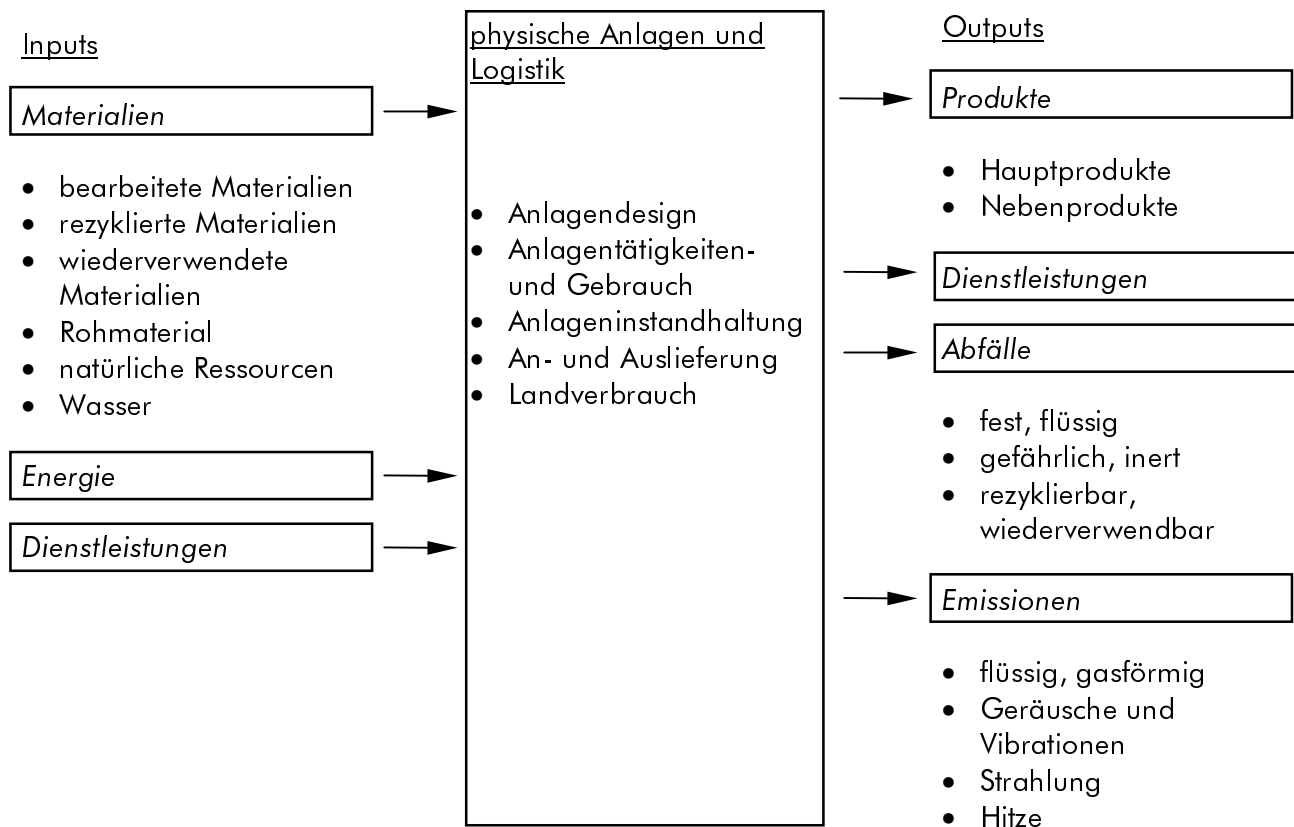 Inputs
Materialien
• bearbeitete Materialien
• rezyklierte Materialien
• wiederverwendete
Materialien
• Rohmaterial
• natürliche Ressourcen
• Wasser
Energie
Dienstleistungen
physische Anlagen und
Logistik
• Anlagendesign
• Anlagentätigkeiten-
und Gebrauch
• Anlageninstandhaltung
• An- und Auslieferung
• Landverbrauch
Outputs
Produkte
• Hauptprodukte
• Nebenprodukte
Dienstleistungen
Abfälle
• fest, flüssig
• gefährlich, inert
• rezyklierbar,
wiederverwendbar
Emissionen
• flüssig, gasförmig
• Geräusche und
Vibrationen
• Strahlung
• Hitze